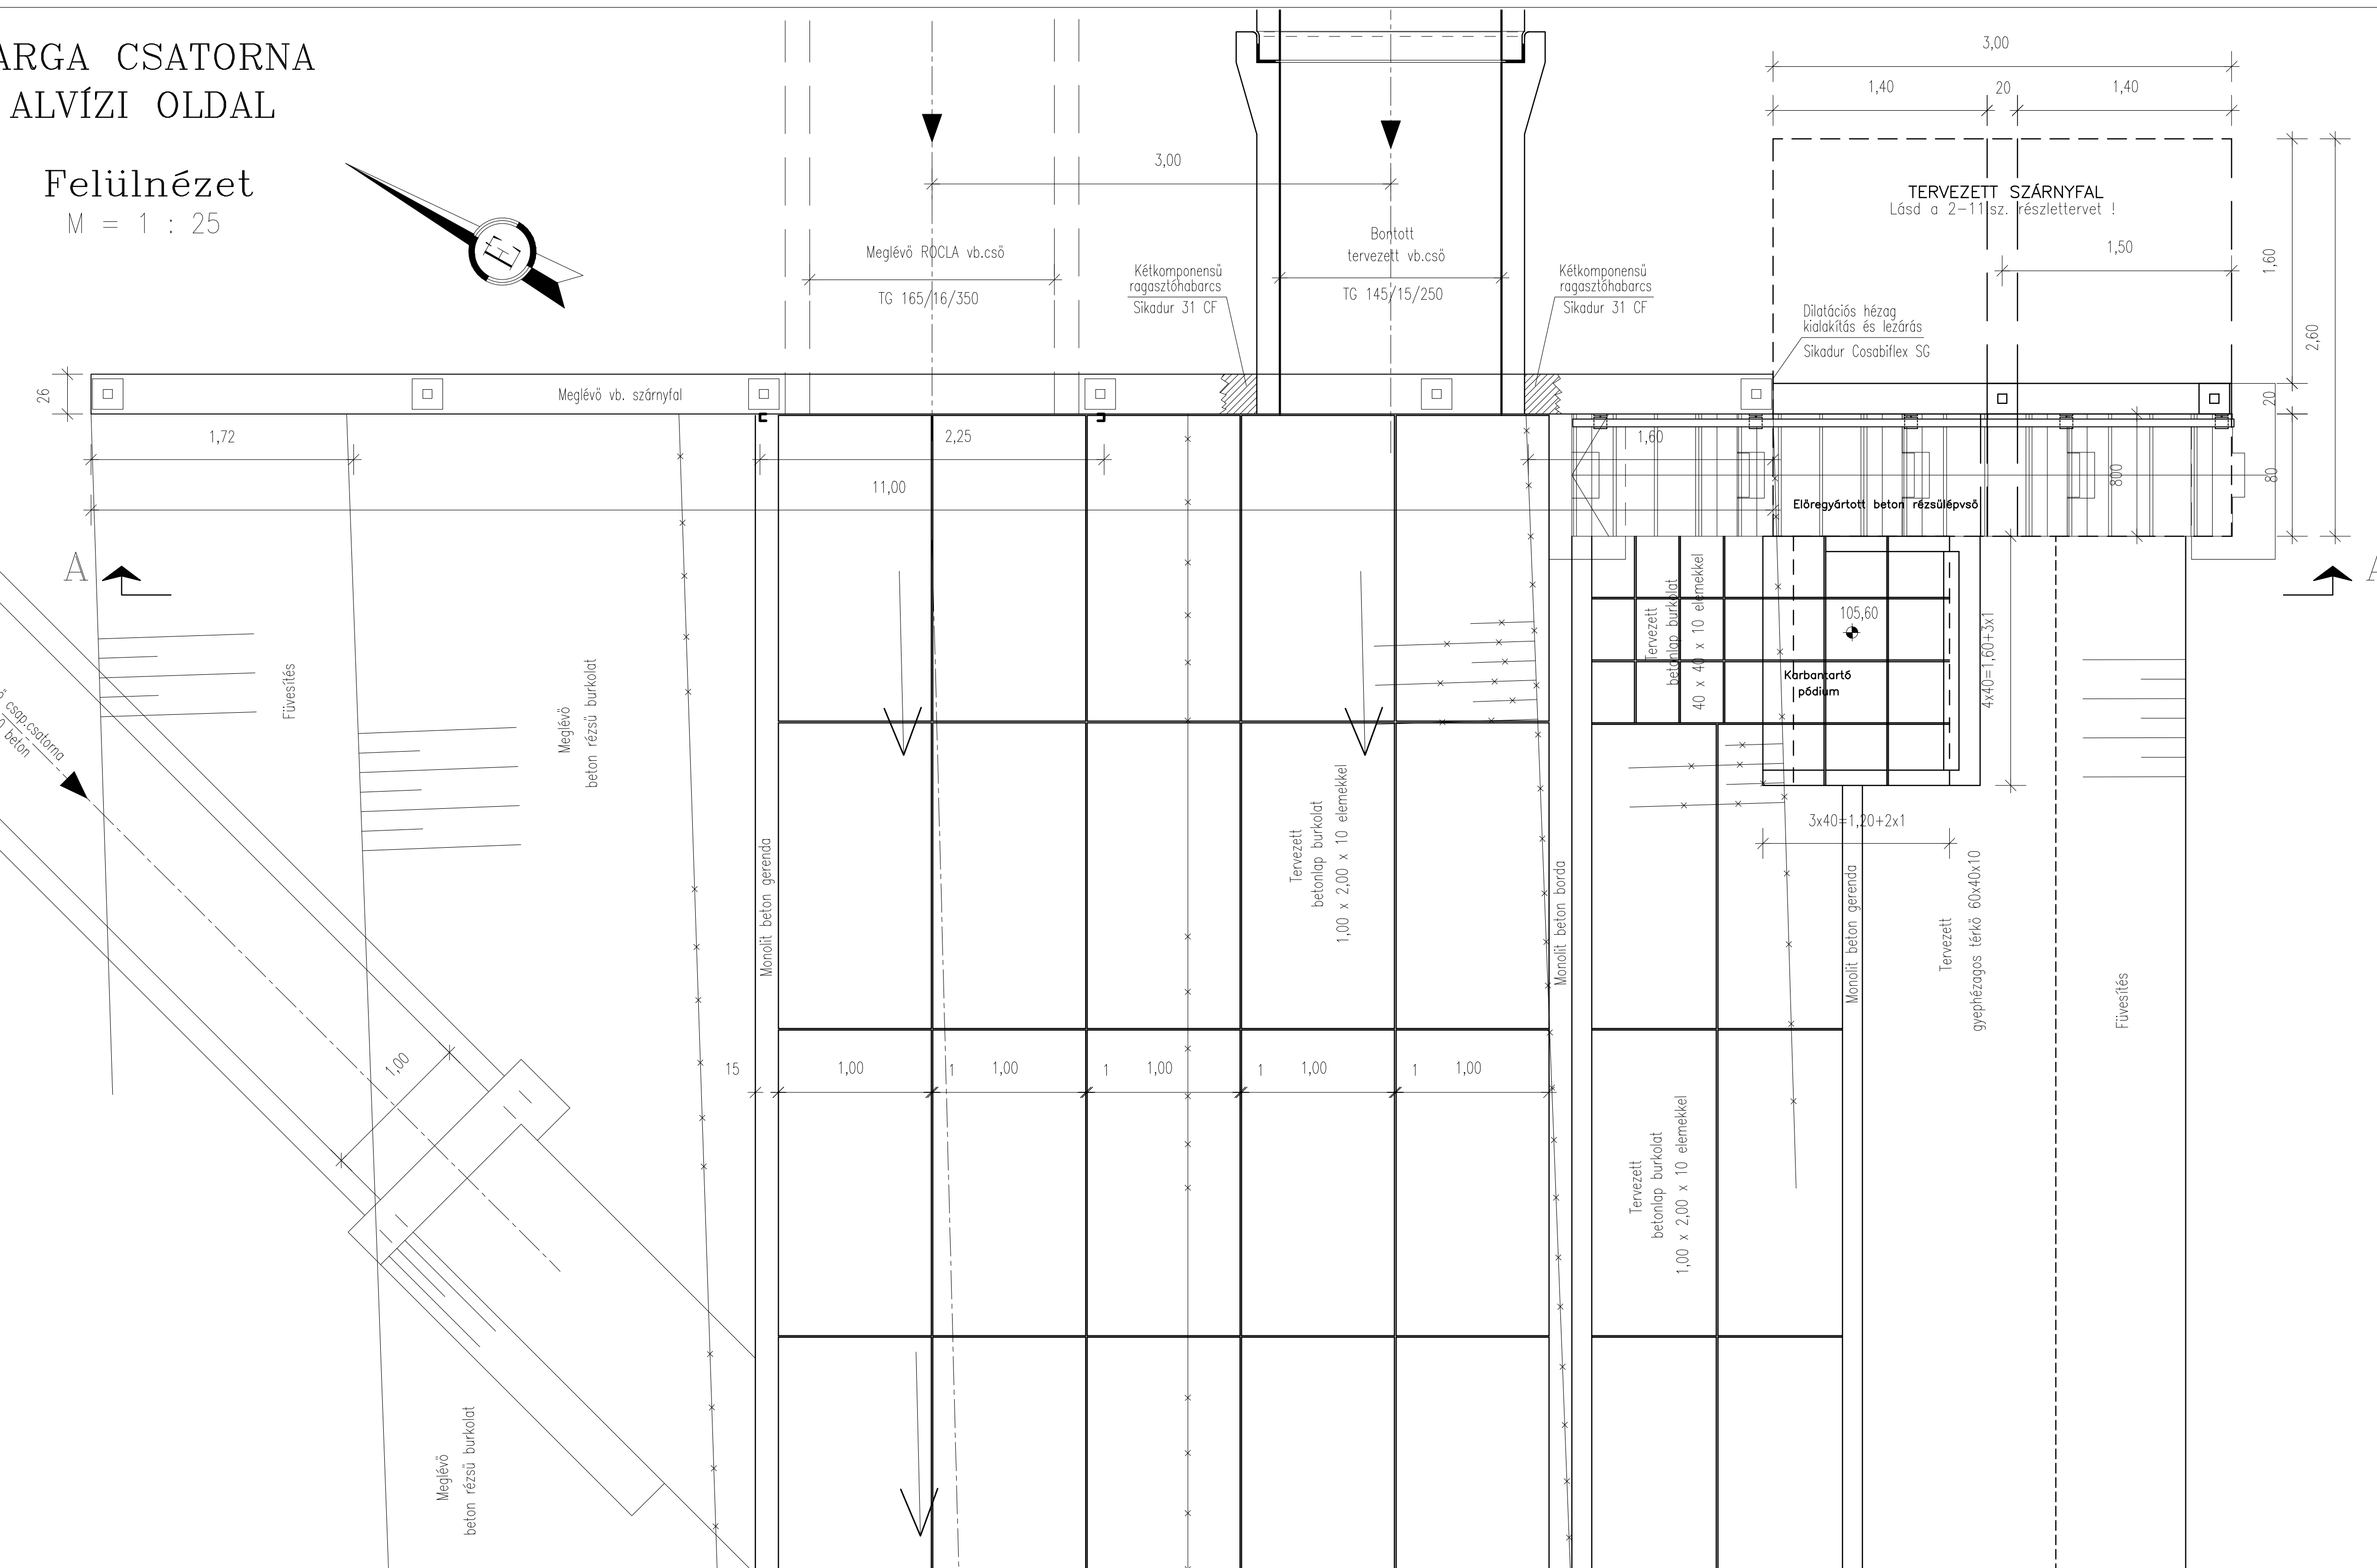 ARGA CSATORNA
ALVÍZI OLDAL
Felülnézet
M = 1 : 25
É
3,00
1,40
20
1,40
3,00
TERVEZETT SZÁRNYFAL
Lásd a 2-11 sz. részlettervet !
1,50
1,60
2,60
Meglévő ROCLA vb.cső
TG 165/16/350
Bontott
tervezett vb.cső
TG 145/15/250
Kétkomponensű
ragasztóhabarcs
Sikadur 31 CF
Kétkomponensű
ragasztóhabarcs
Sikadur 31 CF
Dilatációs hézag
kialakítás és lezárás
Sikadur Cosabiflex SG
26
Meglévő vb. szárnyfal
20
1,72
2,25
1,60
11,00
800
80
Előregyártott beton rézsülépvső
A
A
105,60
Karbantartó
pódium
Tervezett
betonlap burkolat
40 x 40 x 10 elemekkel
4x40=1,60+3x1
3x40=1,20+2x1
Füvesítés
Meglévő
beton rézsű burkolat
csap.csatorna
beton
Monolit beton gerenda
Tervezett
betonlap burkolat
1,00 x 2,00 x 10 elemekkel
Monolit beton borda
Monolit beton gerenda
Tervezett
gyephézagos térkő 60x40x10
Füvesítés
1,00
15
1,00
1
1,00
1
1,00
1
1,00
1
1,00
Tervezett
betonlap burkolat
1,00 x 2,00 x 10 elemekkel
Meglévő
beton rézsű burkolat